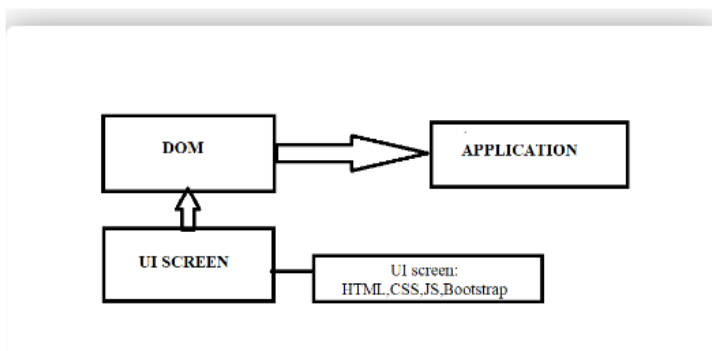 DOM
APPLICATION
UI SCREEN
UI screen:
HTML,CSS,JS,Bootstrap